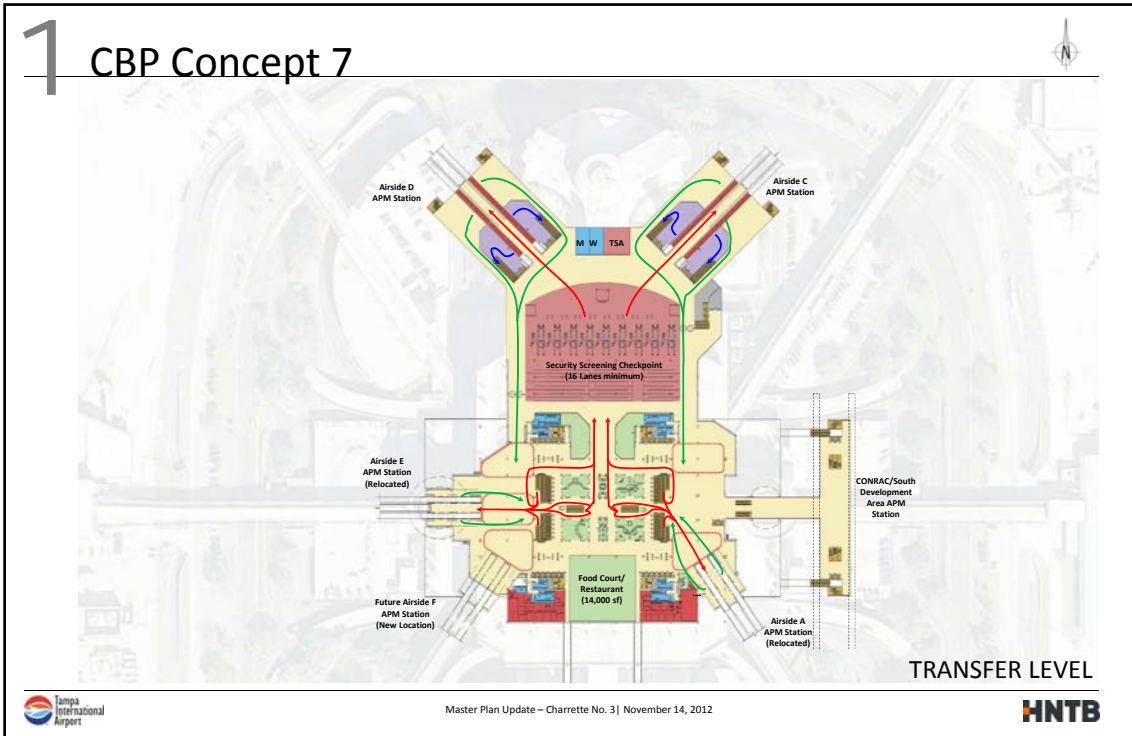 1 CBP Concept 7
N
Airside D
APM Station
Airside C
APM Station
M W TSA
Security Screening Checkpoint
(16 Lanes minimum)
Airside E
APM Station
(Relocated)
CONRAC/South
Development
Area APM
Station
Food Court/
Restaurant
(14,000 sf)
Future Airside F
APM Station
(New Location)
Airside A
APM Station
(Relocated)
TRANSFER LEVEL
Tampa
International
Airport
Master Plan Update – Charrette No. 3| November 14, 2012
HNTB